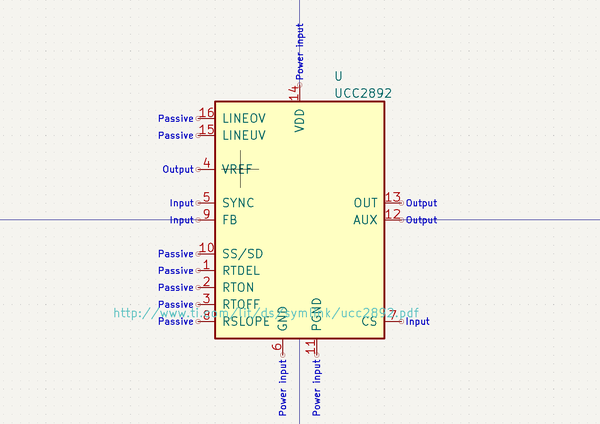 Power input
14
U
UCC2892
VDD
Passive 16 LINEOV
Passive 15 LINEUV
Output 4 VREF
Input 5 SYNC
OUT 13 Output
Input 9 FB
AUX 12 Output
Passive 10 SS/SD
Passive 1 RTDEL
Passive 2 RTON
Passive 3 RTOFF
http://www.ti.com/lit/ds/symlink/ucc2892.pdf
Passive 8 RSLOPE
GND
PGND
CS 7 Input
6
11
Power input
Power input